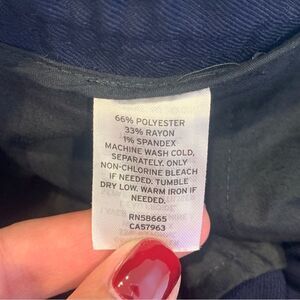 66% POLYESTER
33% RAYON
1% SPANDEX
MACHINE WASH COLD,
SEPARATELY. ONLY
NON-CHLORINE BLEACH
IF NEEDED. TUMBLE
DRY LOW. WARM IRON IF
NEEDED.
RN58665
CA57963